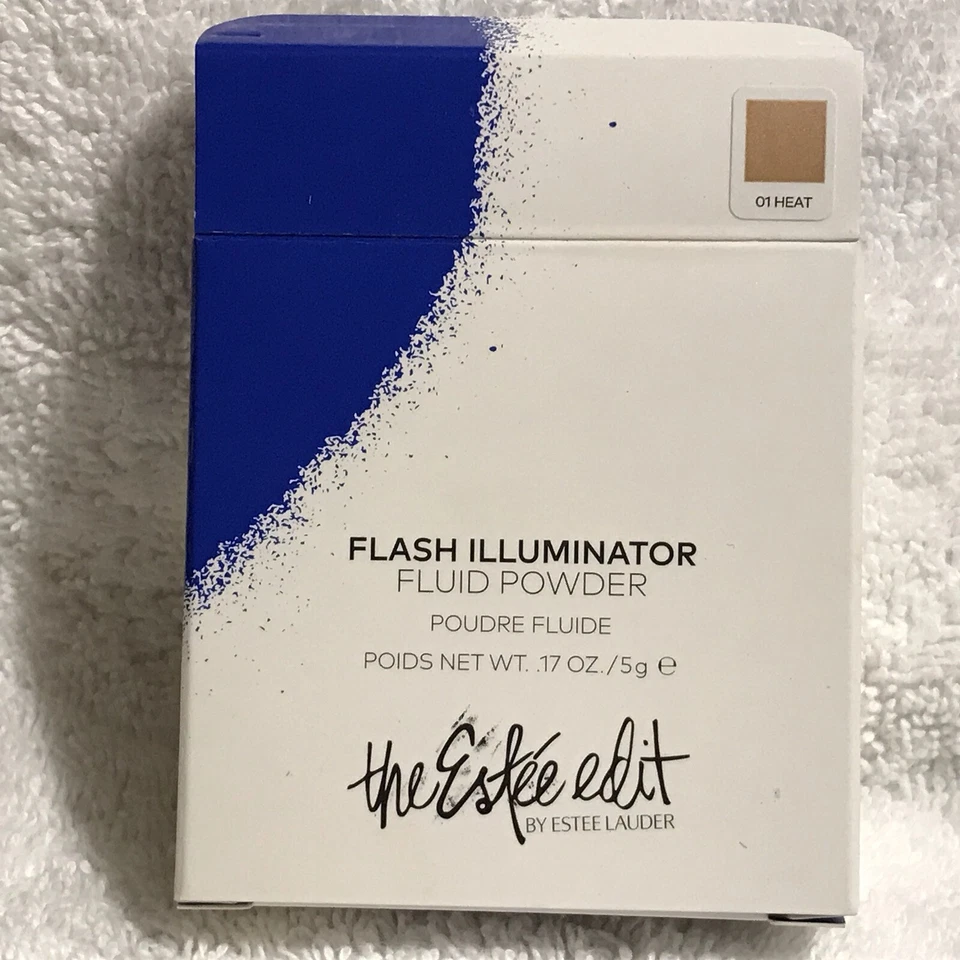 01 HEAT
FLASH ILLUMINATOR
FLUID POWDER
POUDRE FLUIDE
POIDS NET WT. .17 OZ./5g ℮
the Estée edit
BY ESTEE LAUDER